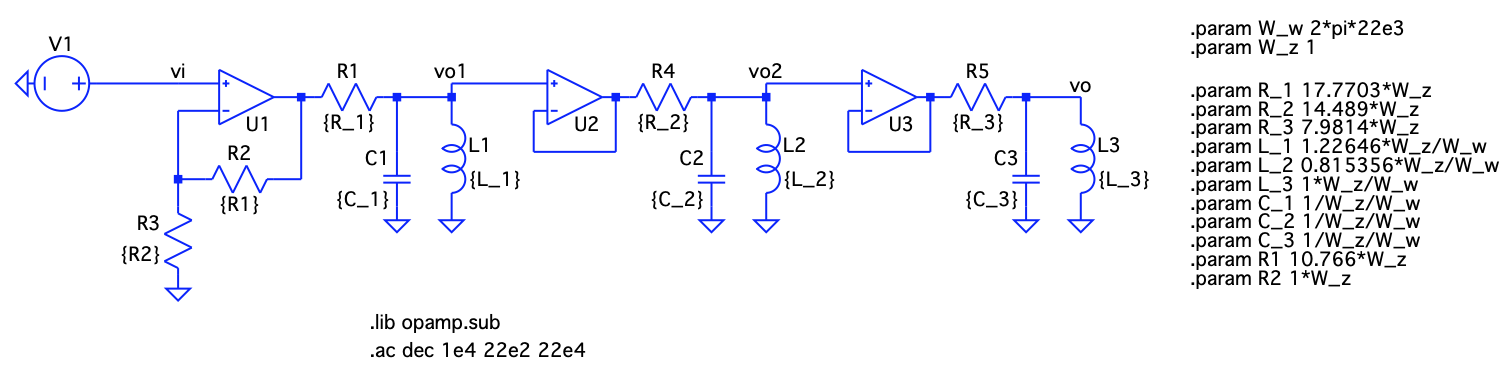 V1
vi
U1
R1
{R_1}
vo1
R2
{R1}
R3
{R2}
C1
{C_1}
L1
{L_1}
U2
R4
{R_2}
vo2
C2
{C_2}
L2
{L_2}
U3
R5
{R_3}
vo
C3
{C_3}
L3
{L_3}
.lib opamp.sub
.ac dec 1e4 22e2 22e4
.param W_w 2*pi*22e3
.param W_z 1
.param R_1 17.7703*W_z
.param R_2 14.489*W_z
.param R_3 7.9814*W_z
.param L_1 1.22646*W_z/W_w
.param L_2 0.815356*W_z/W_w
.param L_3 1*W_z/W_w
.param C_1 1/W_z/W_w
.param C_2 1/W_z/W_w
.param C_3 1/W_z/W_w
.param R1 10.766*W_z
.param R2 1*W_z